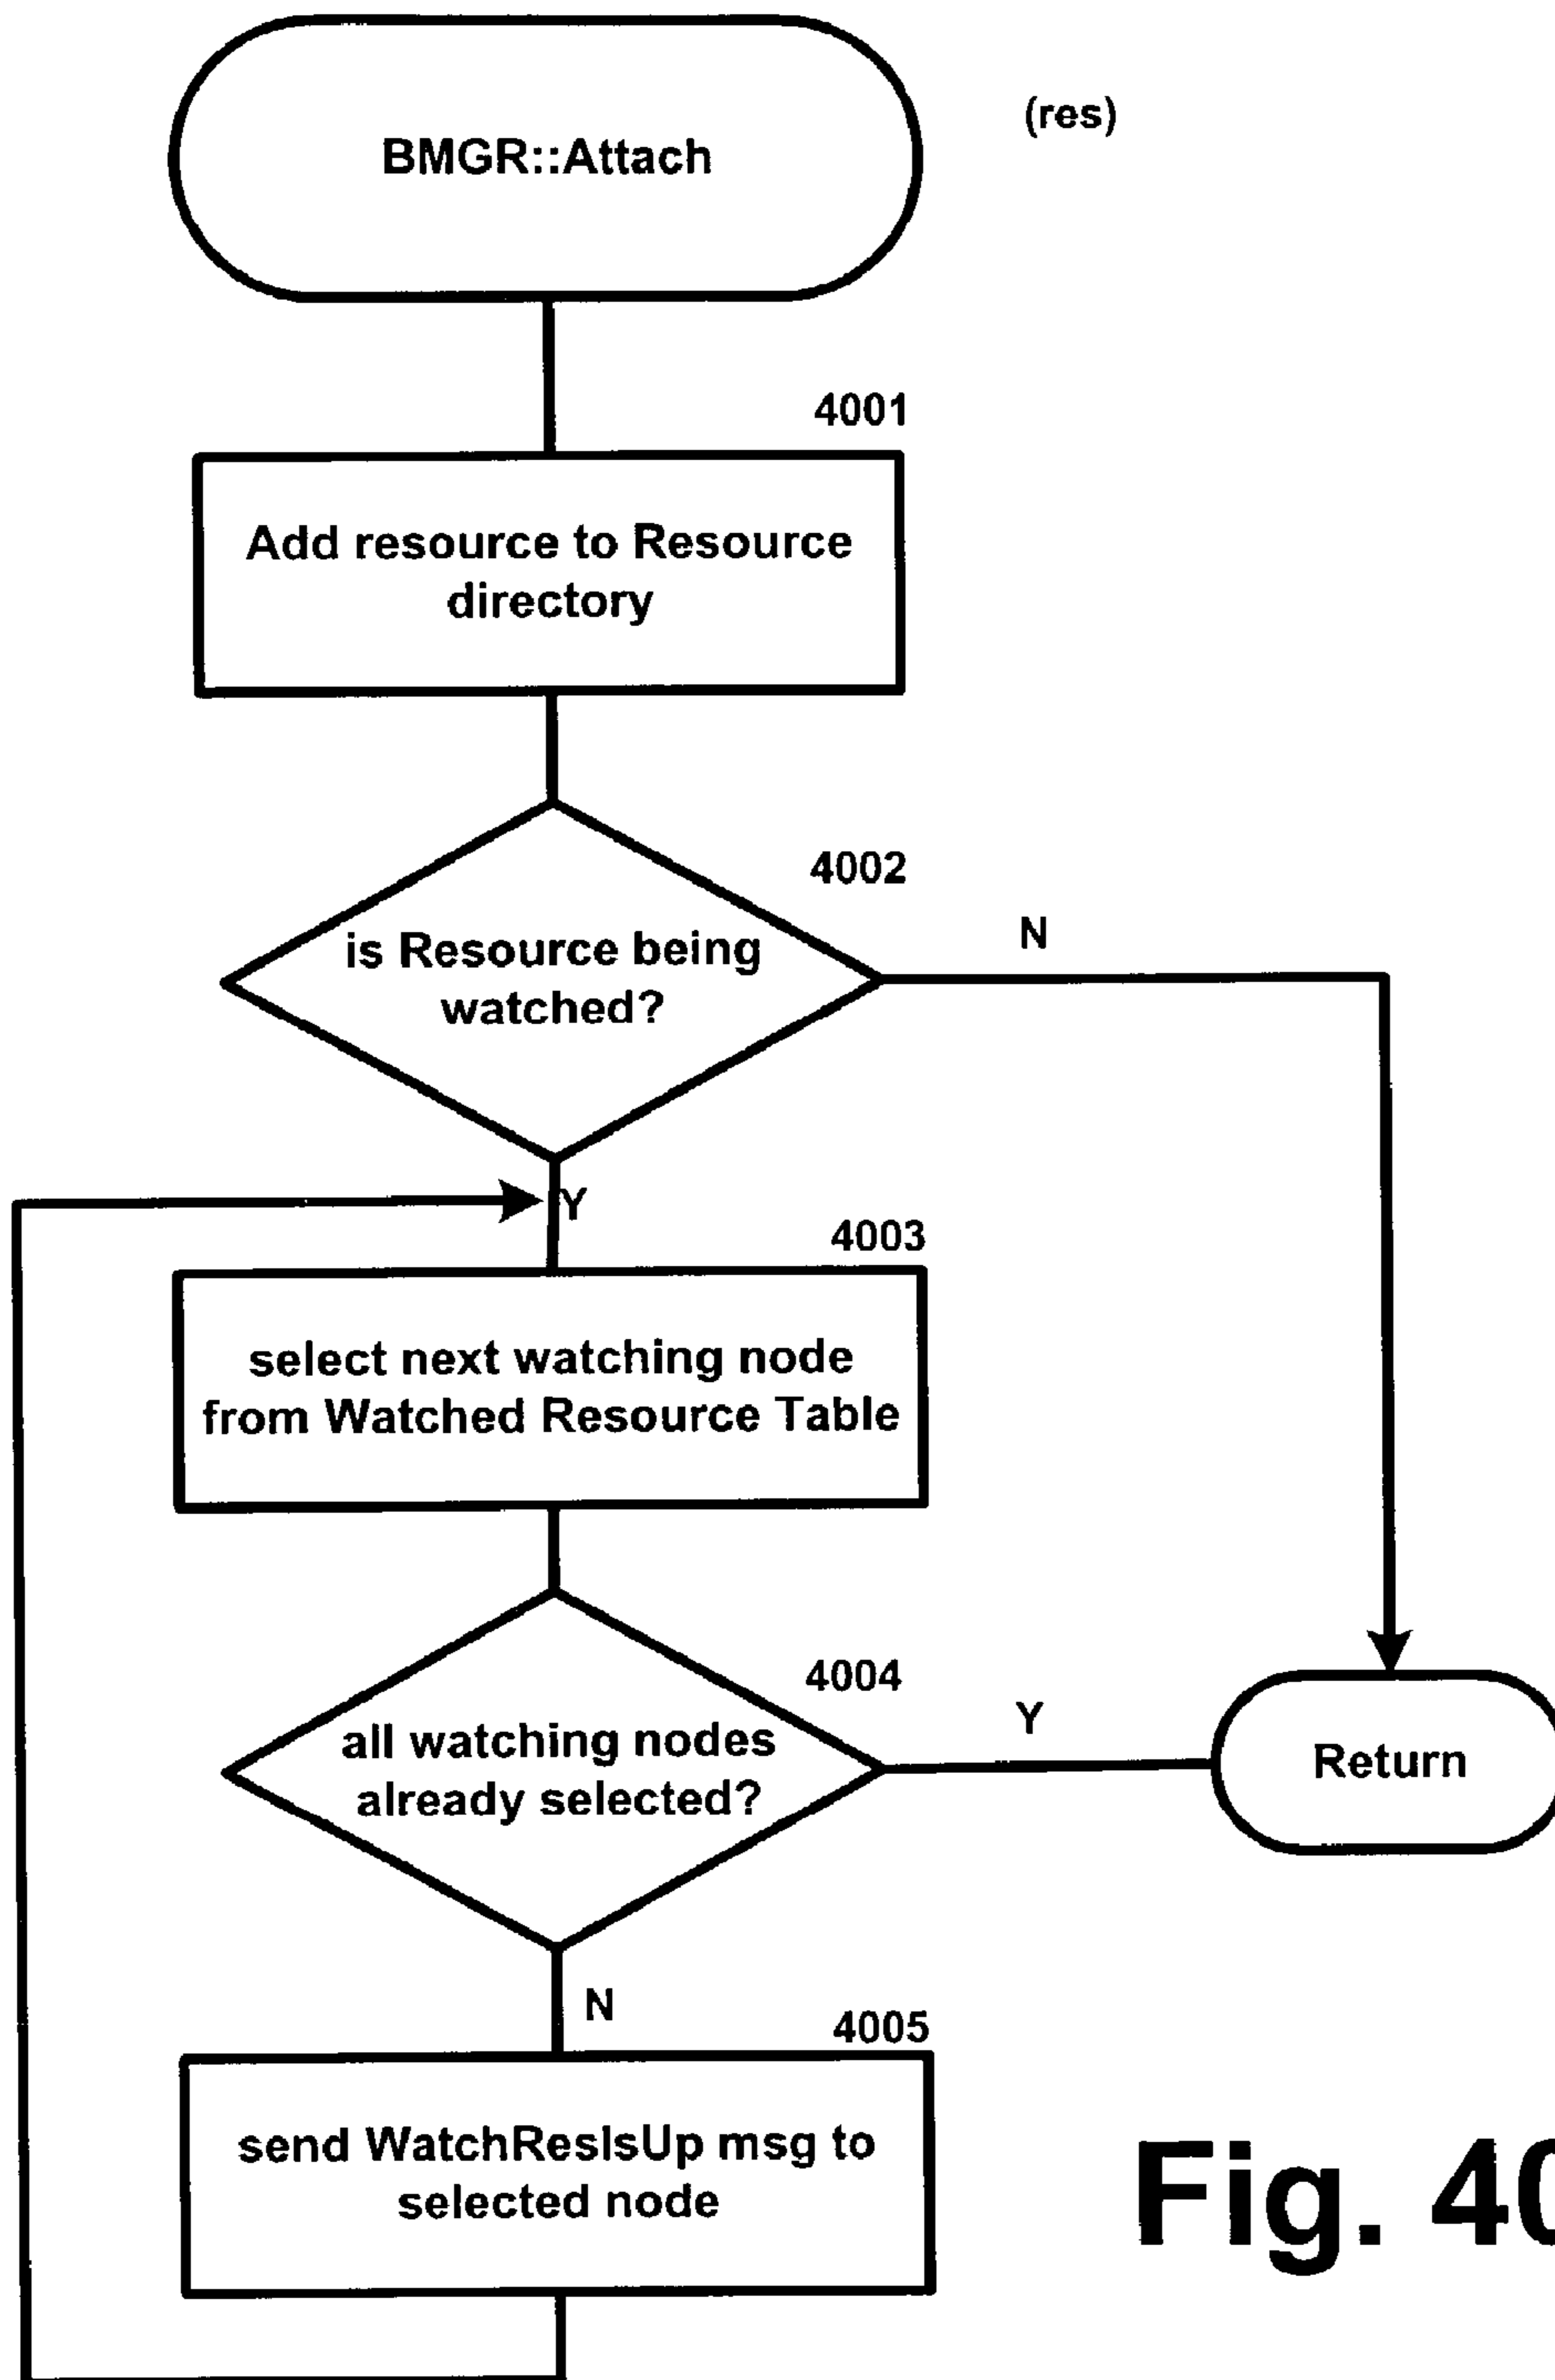 BMGR::Attach
(res)
4001
Add resource to Resource
directory
4002
is Resource being
watched?
N
Y
4003
select next watching node
from Watched Resource Table
4004
all watching nodes
already selected?
Y
Return
N
4005
send WatchResIsUp msg to
selected node
Fig. 40